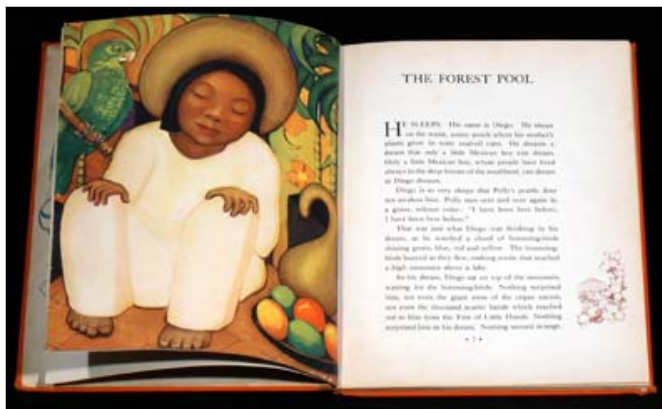 THE FOREST POOL
HE SLEEPS. His name is Diego. He sleeps
on the warm, sunny porch where his mother's
plants grow in many colored cans. He dreams a
dream that only a little Mexican boy can dream.
Only a little Mexican boy, whose people have lived
always in the deep forests of the mainland, can dream
as Diego dreams.
Diego is so very sleepy that Polly's prattle does
not awaken him. Polly says over and over again in
a grave, solemn voice: "I have been here before,
I have been here before."
That was just what Diego was thinking in his
dream, as he watched a cloud of humming-birds
shining green, blue, red and yellow. The humming-
birds hummed as they flew, making music that reached
a high mountain above a lake.
In his dream, Diego sat on top of the mountain,
waiting for the humming-birds. Nothing surprised
him, not even the giant arms of the organ cactus,
not even the thousand scarlet hands which reached
out to him from the Tree of Little Hands. Nothing
surprised him in his dream. Nothing seemed strange.